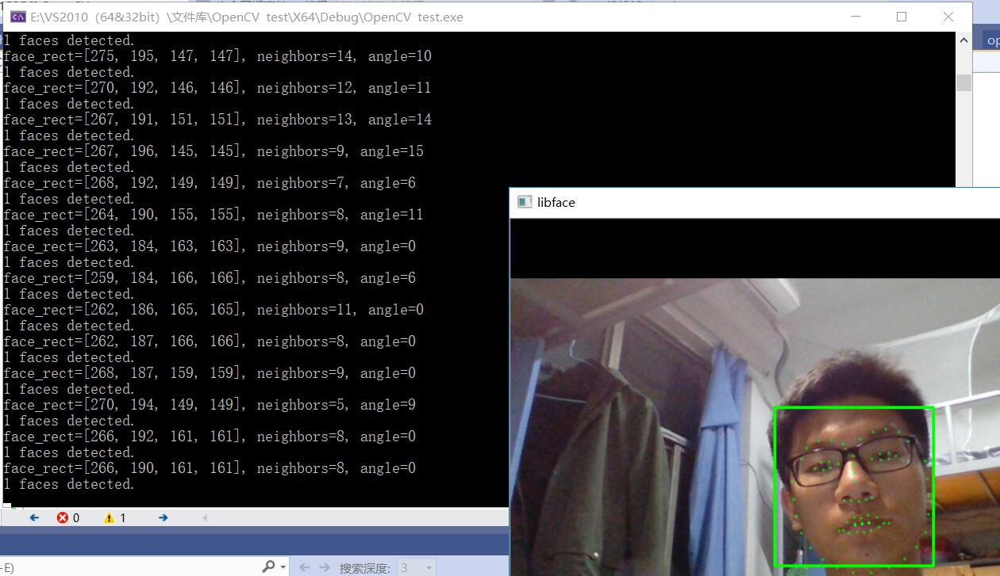 E:\VS2010（64&32bit）\文件库\OpenCV test\X64\Debug\OpenCV test.exe
1 faces detected.
face_rect=[275, 195, 147, 147], neighbors=14, angle=10
1 faces detected.
face_rect=[270, 192, 146, 146], neighbors=12, angle=11
1 faces detected.
face_rect=[267, 191, 151, 151], neighbors=13, angle=14
1 faces detected.
face_rect=[267, 196, 145, 145], neighbors=9, angle=15
1 faces detected.
face_rect=[268, 192, 149, 149], neighbors=7, angle=6
1 faces detected.
face_rect=[264, 190, 155, 155], neighbors=8, angle=11
1 faces detected.
face_rect=[263, 184, 163, 163], neighbors=9, angle=0
1 faces detected.
face_rect=[259, 184, 166, 166], neighbors=8, angle=6
1 faces detected.
face_rect=[262, 186, 165, 165], neighbors=11, angle=0
1 faces detected.
face_rect=[262, 187, 166, 166], neighbors=8, angle=0
1 faces detected.
face_rect=[268, 187, 159, 159], neighbors=9, angle=0
1 faces detected.
face_rect=[270, 194, 149, 149], neighbors=5, angle=9
1 faces detected.
face_rect=[266, 192, 161, 161], neighbors=8, angle=0
1 faces detected.
face_rect=[266, 190, 161, 161], neighbors=8, angle=0
1 faces detected.
op
libface
0 1
+E)
搜索深度: 3